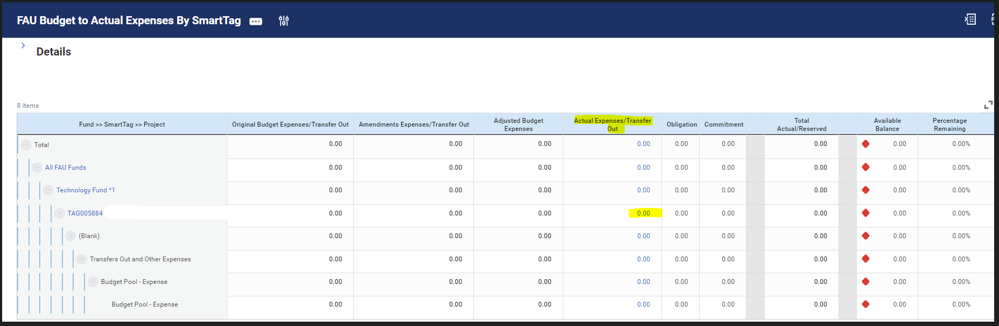 FAU Budget to Actual Expenses By SmartTag
Details
8 items
Fund >> SmartTag >> Project Original Budget Expenses/Transfer Out Amendments Expenses/Transfer Out Adjusted Budget Expenses Actual Expenses/Transfer Out Obligation Commitment Total Actual/Reserved Available Balance Percentage Remaining
Total 0.00 0.00 0.00 0.00 0.00 0.00 0.00 0.00 0.00%
All FAU Funds 0.00 0.00 0.00 0.00 0.00 0.00 0.00 0.00 0.00%
Technology Fund *1 0.00 0.00 0.00 0.00 0.00 0.00 0.00 0.00 0.00%
TAG005884 0.00 0.00 0.00 0.00 0.00 0.00 0.00 0.00 0.00%
(Blank) 0.00 0.00 0.00 0.00 0.00 0.00 0.00 0.00 0.00%
Transfers Out and Other Expenses 0.00 0.00 0.00 0.00 0.00 0.00 0.00 0.00 0.00%
Budget Pool - Expense 0.00 0.00 0.00 0.00 0.00 0.00 0.00 0.00 0.00%
Budget Pool - Expense 0.00 0.00 0.00 0.00 0.00 0.00 0.00 0.00 0.00%